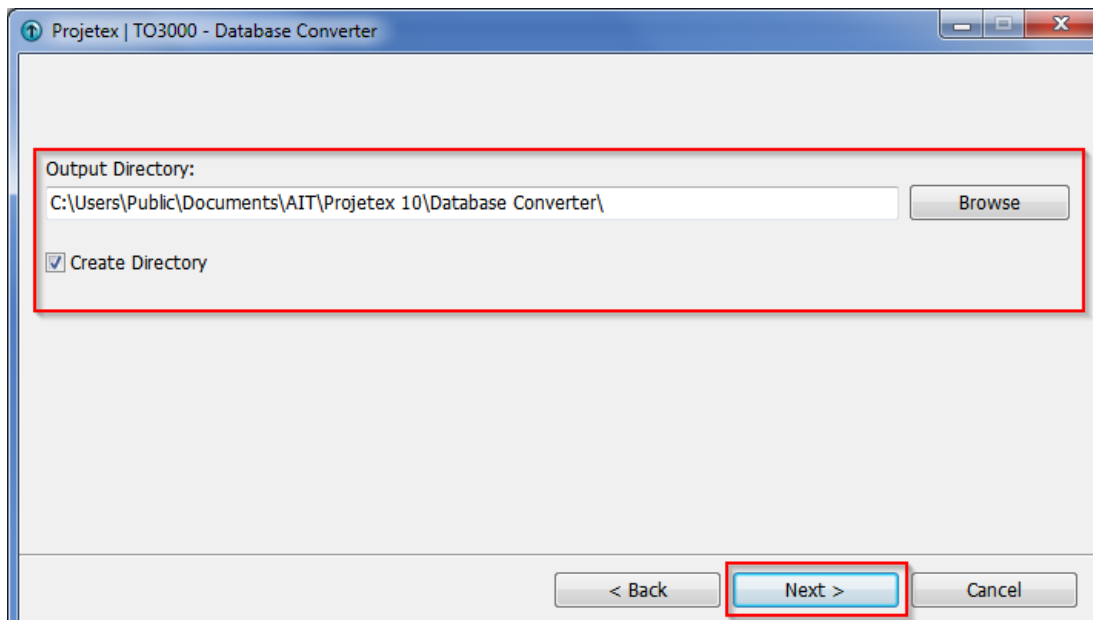 Projetex | TO3000 - Database Converter
Output Directory:
C:\Users\Public\Documents\AIT\Projetex 10\Database Converter\
Browse
Create Directory
< Back
Next >
Cancel